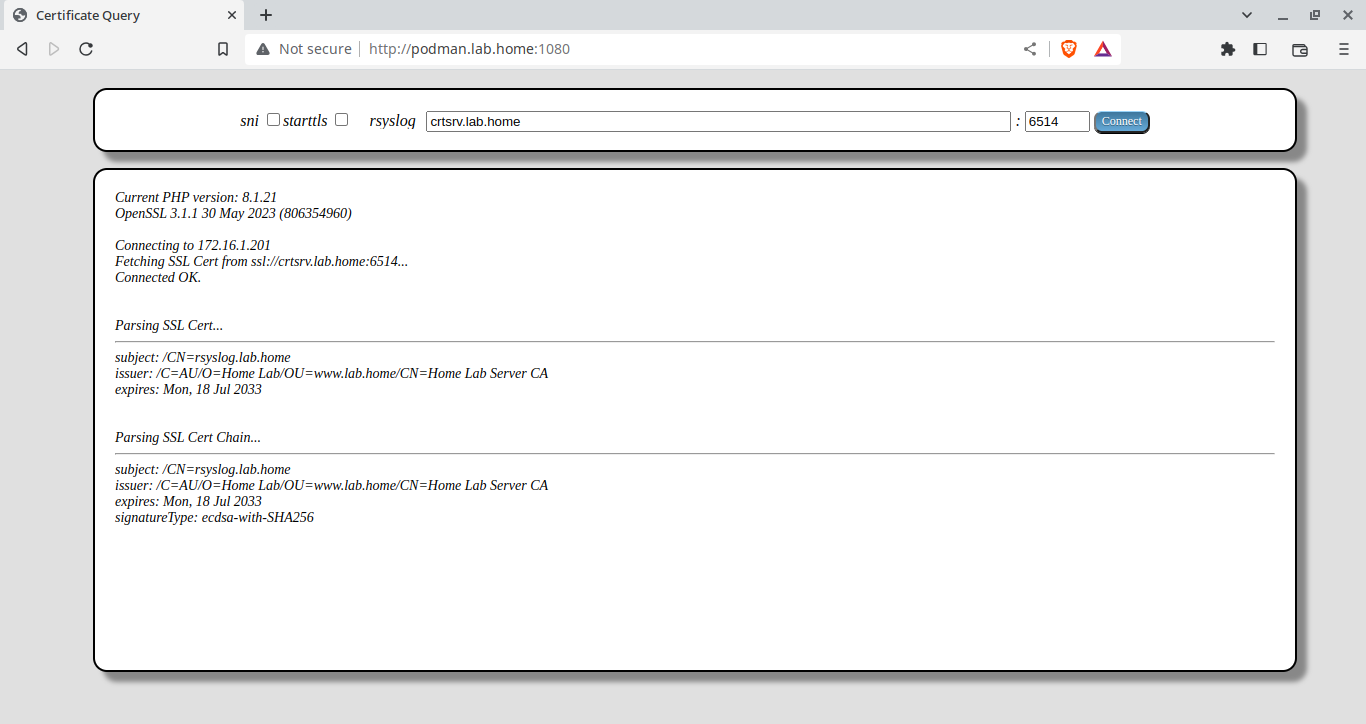 Certificate Query
Not secure http://podman.lab.home:1080
sni starttls rsyslog crtsrv.lab.home : 6514 Connect
Current PHP version: 8.1.21
OpenSSL 3.1.1 30 May 2023 (806354960)
Connecting to 172.16.1.201
Fetching SSL Cert from ssl://crtsrv.lab.home:6514...
Connected OK.
Parsing SSL Cert...
subject: /CN=rsyslog.lab.home
issuer: /C=AU/O=Home Lab/OU=www.lab.home/CN=Home Lab Server CA
expires: Mon, 18 Jul 2033
Parsing SSL Cert Chain...
subject: /CN=rsyslog.lab.home
issuer: /C=AU/O=Home Lab/OU=www.lab.home/CN=Home Lab Server CA
expires: Mon, 18 Jul 2033
signatureType: ecdsa-with-SHA256